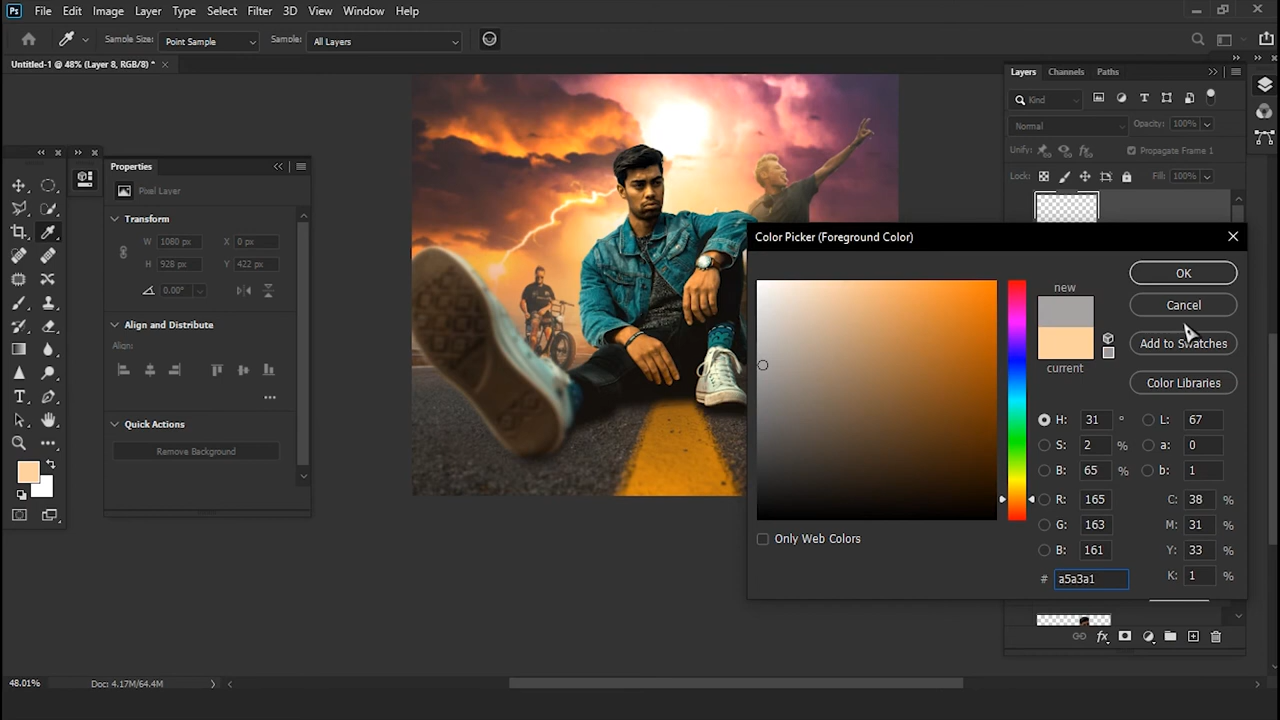 Ps File Edit Image Layer Type Select Filter 3D View Window Help
Sample Size: Point Sample Sample: All Layers
Untitled-1 @ 48% (Layer 8, RGB/8) * ×
Layers Channels Paths
Kind
Normal Opacity: 100%
Unify: Propagate Frame 1
Lock: Fill: 100%
Properties
Pixel Layer
Transform
W 1080 px X 0 px
H 928 px Y 422 px
0.00°
Align and Distribute
Align:
Quick Actions
Remove Background
Color Picker (Foreground Color)
new
current
OK
Cancel
Add to Swatches
Color Libraries
H: 31 ° L: 67
S: 2 % a: 0
B: 65 % b: 1
R: 165 C: 38 %
G: 163 M: 31 %
B: 161 Y: 33 %
# a5a3a1 K: 1 %
Only Web Colors
48.01% Doc: 4.17M/64.4M